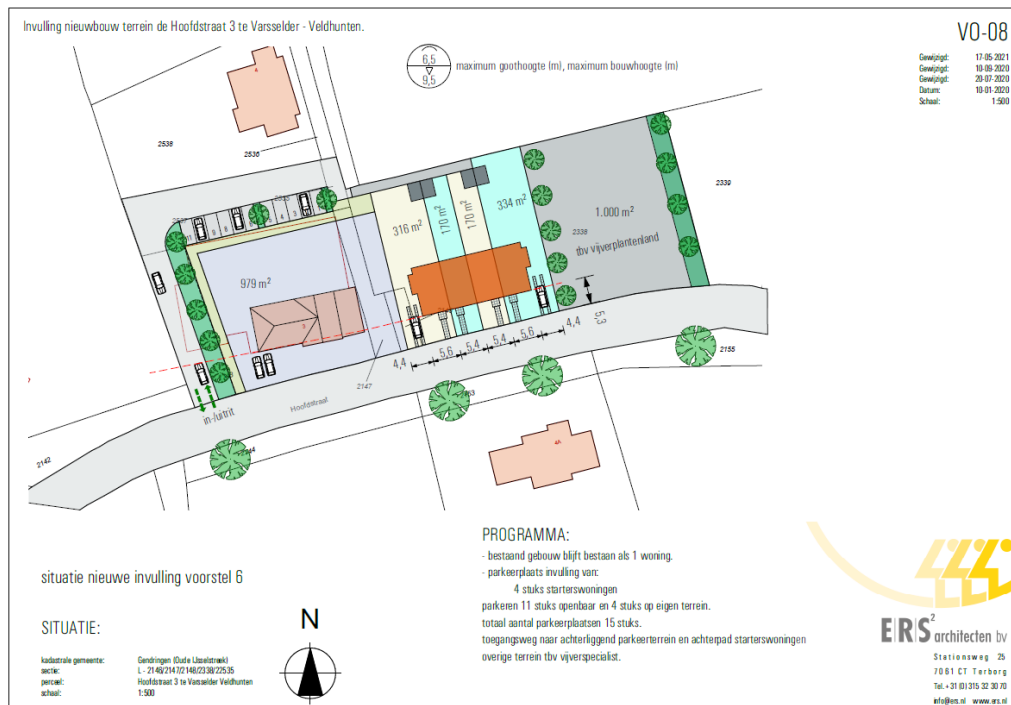 Invulling nieuwbouw terrein de Hoofdstraat 3 te Varsselder - Veldhunten.
VO-08
Gewijzigd: 17-05-2021
Gewijzigd: 10-09-2020
Gewijzigd: 20-07-2020
Datum: 10-01-2020
Schaal: 1:500
6,5
9,5
maximum goothoogte (m), maximum bouwhoogte (m)
2538
2536
2339
316 m²
170 m²
170 m²
334 m²
1.000 m²
2338
tbv vijverplantenland
979 m²
3
4,4
5,6
5,4
5,4
5,6
4,4
5,3
2147
2155
in-/uitrit
Hoofdstraat
2142
PROGRAMMA:
- bestaand gebouw blijft bestaan als 1 woning.
- parkeerplaats invulling van:
4 stuks starterswoningen
parkeren 11 stuks openbaar en 4 stuks op eigen terrein.
totaal aantal parkeerplaatsen 15 stuks.
toegangsweg naar achterliggend parkeerterrein en achterpad starterswoningen
overige terrein tbv vijverspecialist.
situatie nieuwe invulling voorstel 6
SITUATIE:
kadastrale gemeente: Gendringen (Oude IJsselstreek)
sectie: L - 2146/2147/2148/2338/22535
perceel: Hoofdstraat 3 te Varsselder Veldhunten
schaal: 1:500
N
ERS² architecten bv
Stationsweg 25
7061 CT Terborg
Tel. +31 (0) 315 32 30 70
info@ers.nl www.ers.nl